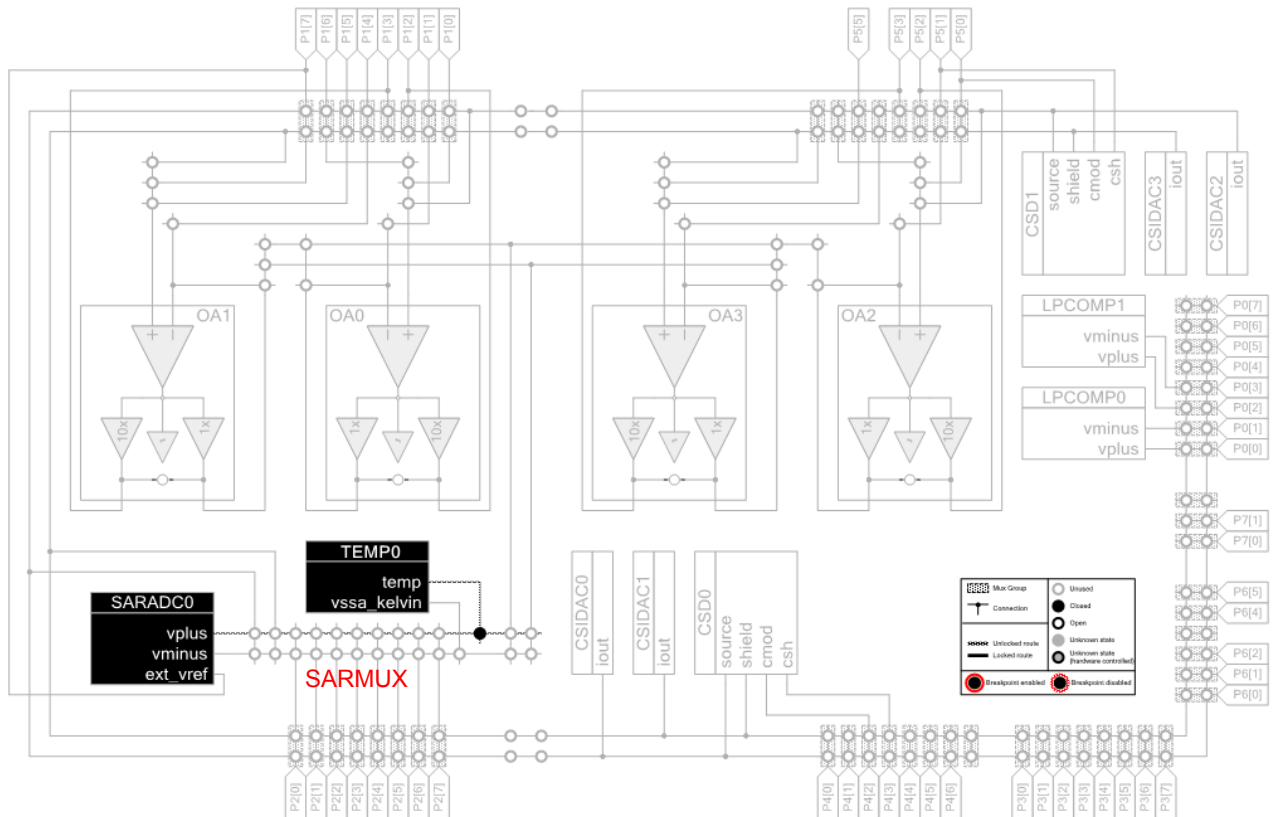 P1[7]
P1[6]
P1[5]
P1[4]
P1[3]
P1[2]
P1[1]
P1[0]
P5[5]
P5[3]
P5[2]
P5[1]
P5[0]
CSD1
source
shield
cmod
csh
CSIDAC3
iout
CSIDAC2
iout
OA1
+
10x
1x
OA0
+
1x
10x
OA3
+
10x
1x
OA2
+
1x
10x
LPCOMP1
vminus
vplus
LPCOMP0
vminus
vplus
P0[7]
P0[6]
P0[5]
P0[4]
P0[3]
P0[2]
P0[1]
P0[0]
P7[1]
P7[0]
P6[5]
P6[4]
P6[2]
P6[1]
P6[0]
TEMP0
temp
vssa_kelvin
SARADC0
vplus
vminus
ext_vref
SARMUX
CSIDAC0
iout
CSIDAC1
iout
CSD0
source
shield
cmod
csh
Mux Group
Connection
Unlocked route
Locked route
Unused
Closed
Open
Unknown state
Unknown state
(hardware controlled)
Breakpoint enabled
Breakpoint disabled
P2[0]
P2[1]
P2[2]
P2[3]
P2[4]
P2[5]
P2[6]
P2[7]
P4[0]
P4[1]
P4[2]
P4[3]
P4[4]
P4[5]
P4[6]
P3[0]
P3[1]
P3[2]
P3[3]
P3[4]
P3[5]
P3[6]
P3[7]